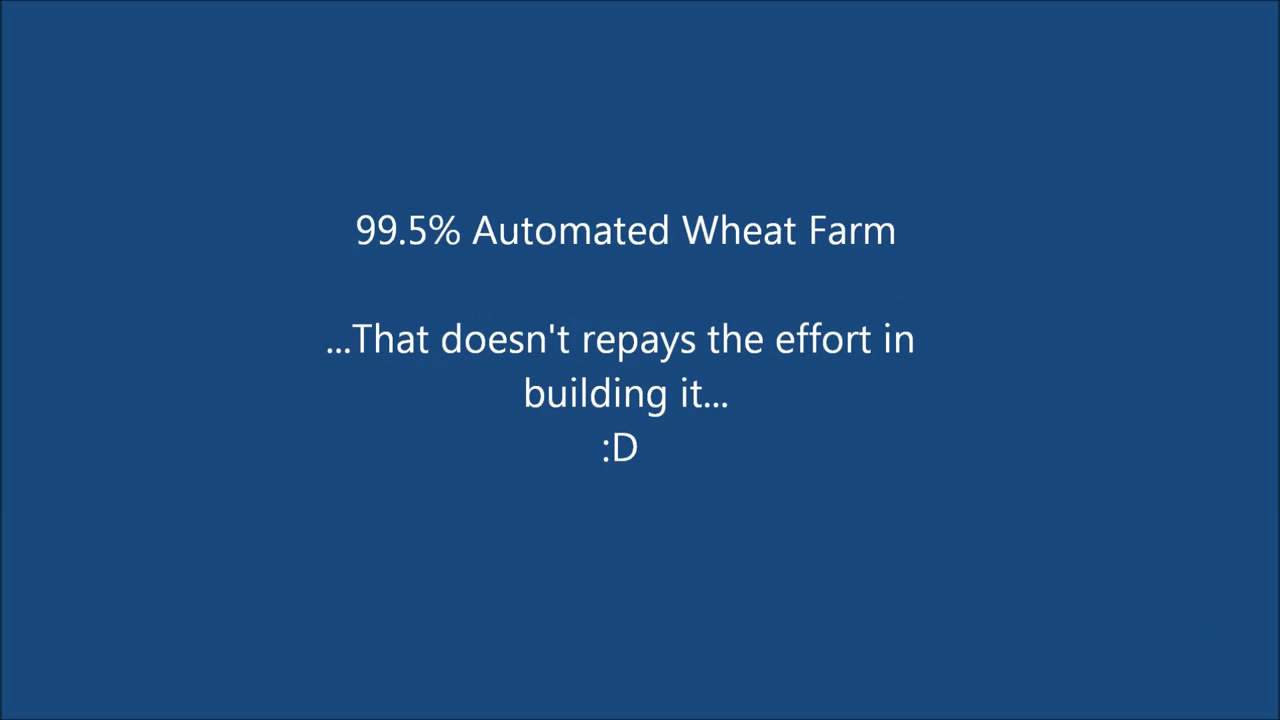 99.5% Automated Wheat Farm
...That doesn't repays the effort in
building it...
:D